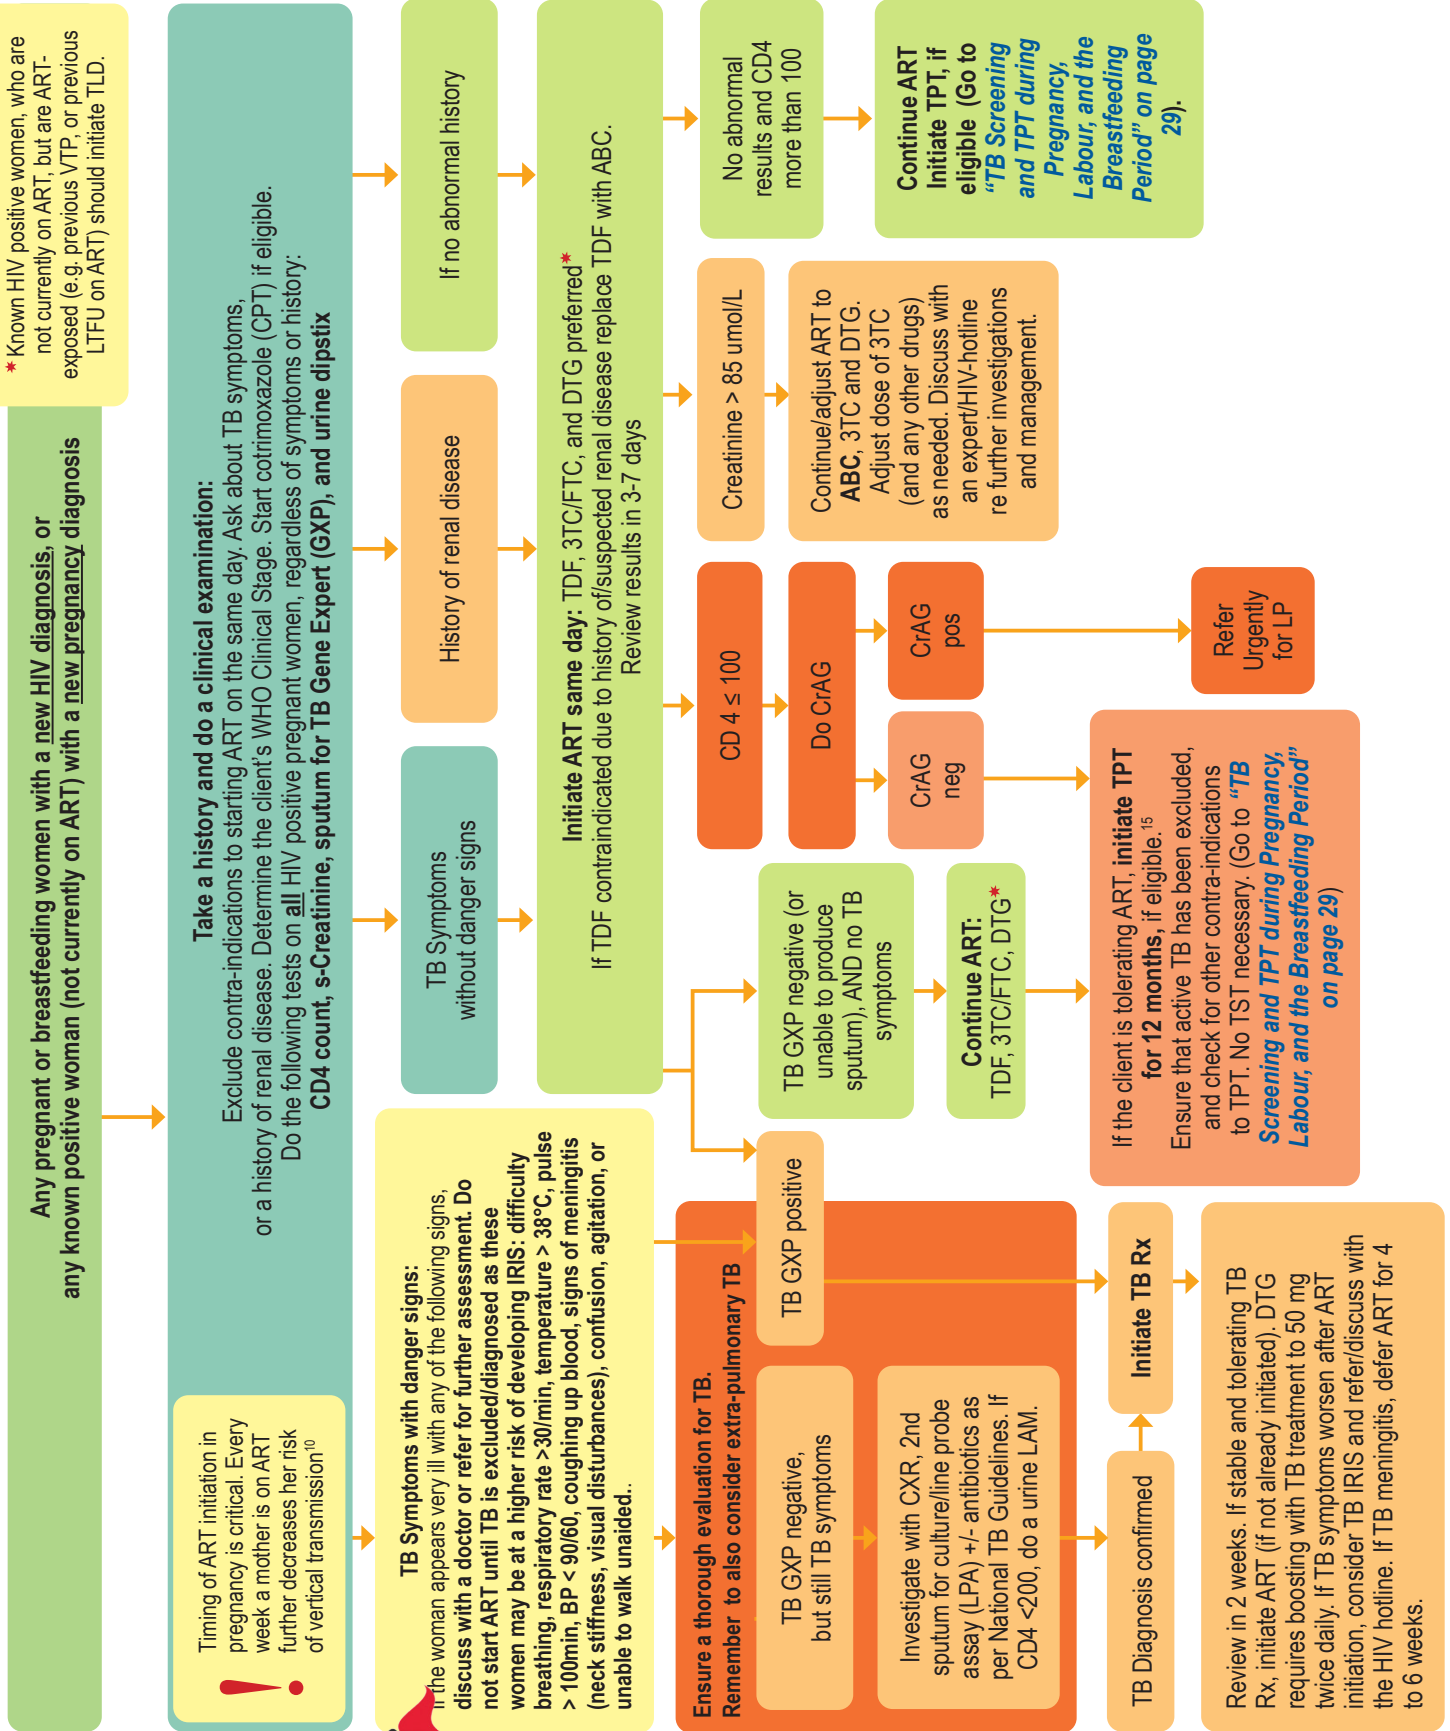 Any pregnant or breastfeeding women with a new HIV diagnosis, or
any known positive woman (not currently on ART) with a new pregnancy diagnosis
* Known HIV positive women, who are
not currently on ART, but are ART-
exposed (e.g. previous VTP, or previous
LTFU on ART) should initiate TLD.
Timing of ART initiation in
pregnancy is critical. Every
week a mother is on ART
further decreases her risk
of vertical transmission10
Take a history and do a clinical examination:
Exclude contra-indications to starting ART on the same day. Ask about TB symptoms,
or a history of renal disease. Determine the client's WHO Clinical Stage. Start cotrimoxazole (CPT) if eligible.
Do the following tests on all HIV positive pregnant women, regardless of symptoms or history:
CD4 count, s-Creatinine, sputum for TB Gene Expert (GXP), and urine dipstix
TB Symptoms with danger signs:
If the woman appears very ill with any of the following signs,
discuss with a doctor or refer for further assessment. Do
not start ART until TB is excluded/diagnosed as these
women may be at a higher risk of developing IRIS: difficulty
breathing, respiratory rate >30/min, temperature > 38°C, pulse
> 100min, BP < 90/60, coughing up blood, signs of meningitis
(neck stiffness, visual disturbances), confusion, agitation, or
unable to walk unaided..
TB Symptoms
without danger signs
History of renal disease
If no abnormal history
Initiate ART same day: TDF, 3TC/FTC, and DTG preferred*
If TDF contraindicated due to history of/suspected renal disease replace TDF with ABC.
Review results in 3-7 days
Ensure a thorough evaluation for TB.
Remember to also consider extra-pulmonary TB
TB GXP negative,
but still TB symptoms
Investigate with CXR, 2nd
sputum for culture/line probe
assay (LPA) +/- antibiotics as
per National TB Guidelines. If
CD4 <200, do a urine LAM.
TB GXP positive
TB GXP negative (or
unable to produce
sputum), AND no TB
symptoms
Continue ART:
TDF, 3TC/FTC, DTG*
CD 4 ≤ 100
Do CrAG
CrAG
neg
CrAG
pos
Refer
Urgently
for LP
Creatinine > 85 umol/L
Continue/adjust ART to
ABC, 3TC and DTG.
Adjust dose of 3TC
(and any other drugs)
as needed. Discuss with
an expert/HIV-hotline
re further investigations
and management.
No abnormal
results and CD4
more than 100
Continue ART
Initiate TPT, if
eligible (Go to
"TB Screening
and TPT during
Pregnancy,
Labour, and the
Breastfeeding
Period" on page
29).
TB Diagnosis confirmed
Initiate TB Rx
If the client is tolerating ART, initiate TPT
for 12 months, if eligible.15
Ensure that active TB has been excluded,
and check for other contra-indications
to TPT. No TST necessary. (Go to "TB
Screening and TPT during Pregnancy,
Labour, and the Breastfeeding Period"
on page 29)
Review in 2 weeks. If stable and tolerating TB
Rx, initiate ART (if not already initiated). DTG
requires boosting with TB treatment to 50 mg
twice daily. If TB symptoms worsen after ART
initiation, consider TB IRIS and refer/discuss with
the HIV hotline. If TB meningitis, defer ART for 4
to 6 weeks.